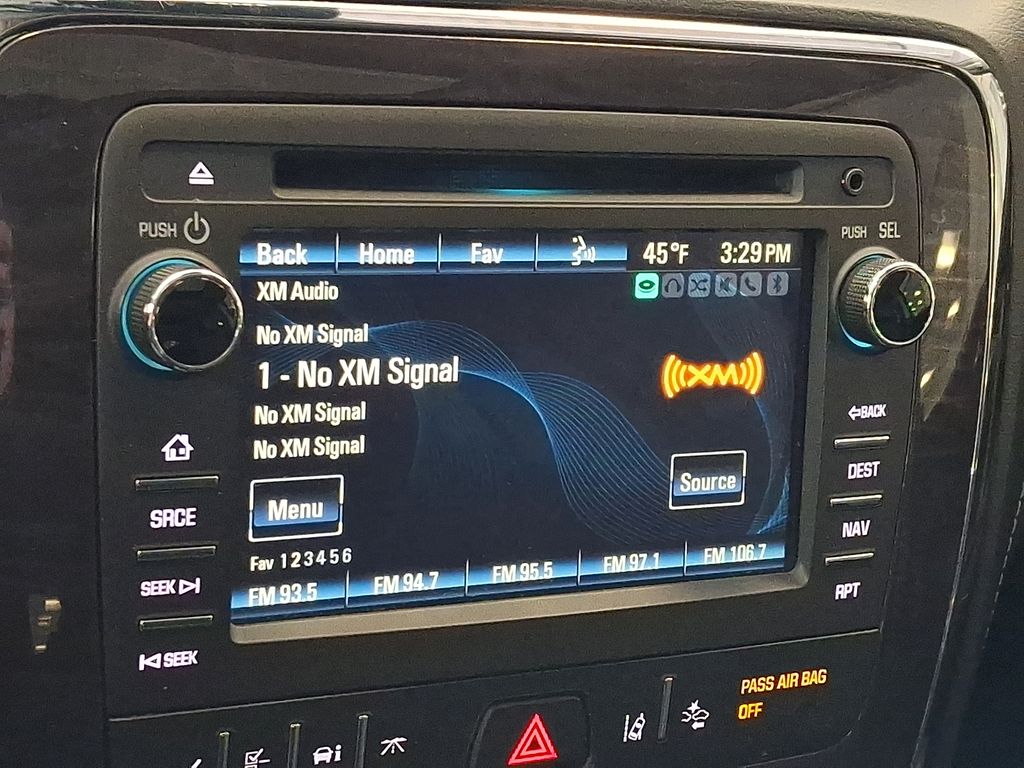 PUSH
PUSH SEL
Back Home Fav 45°F 3:29 PM
XM Audio
No XM Signal
1 - No XM Signal
XM
No XM Signal
No XM Signal
Menu
Source
Fav 1 2 3 4 5 6
FM 93.5 FM 94.7 FM 95.5 FM 97.1 FM 106.7
SRCE
SEEK
SEEK
BACK
DEST
NAV
RPT
PASS AIR BAG
OFF